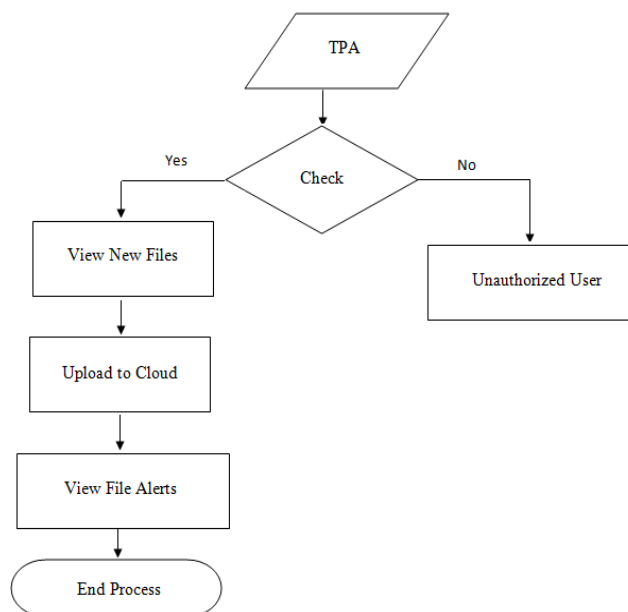 TPA
Yes
Check
No
View New Files
Unauthorized User
Upload to Cloud
View File Alerts
End Process